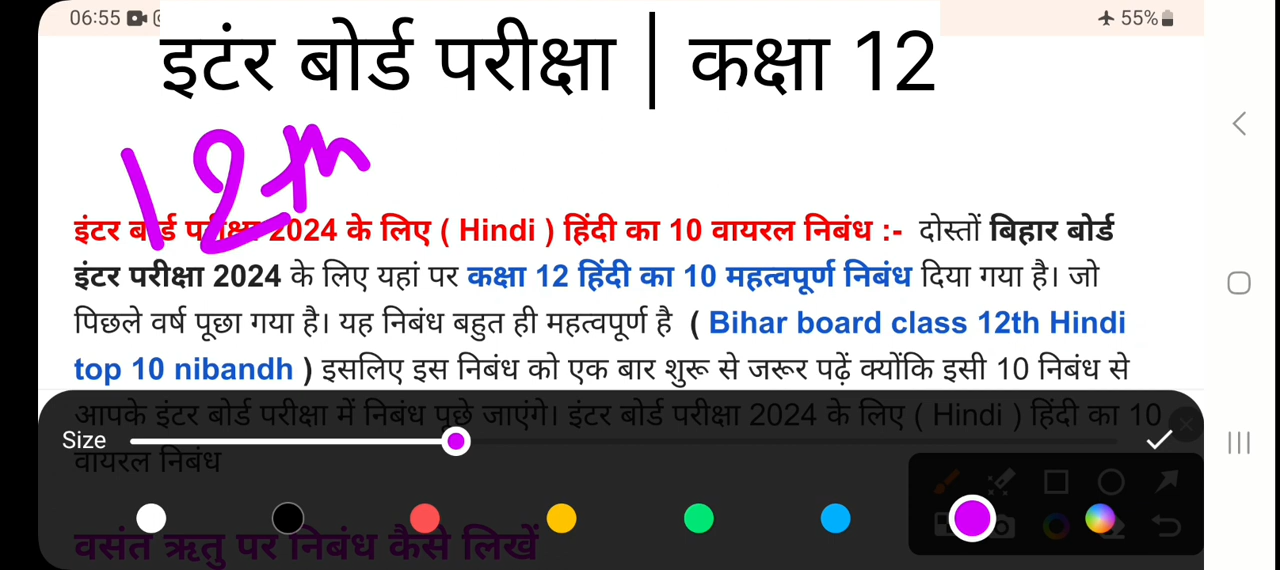 06:55
55%
इटंर बोर्ड परीक्षा | कक्षा 12
12m
इंटर बोर्ड परीक्षा 2024 के लिए ( Hindi ) हिंदी का 10 वायरल निबंध :- दोस्तों बिहार बोर्ड
इंटर परीक्षा 2024 के लिए यहां पर कक्षा 12 हिंदी का 10 महत्वपूर्ण निबंध दिया गया है। जो
पिछले वर्ष पूछा गया है। यह निबंध बहुत ही महत्वपूर्ण है ( Bihar board class 12th Hindi
top 10 nibandh ) इसलिए इस निबंध को एक बार शुरू से जरूर पढ़ें क्योंकि इसी 10 निबंध से
आपके इंटर बोर्ड परीक्षा में निबंध पूछे जाएंगे। इंटर बोर्ड परीक्षा 2024 के लिए ( Hindi ) हिंदी का 10
Size
वायरल निबंध
वसंत ऋतु पर निबंध कैसे लिखें